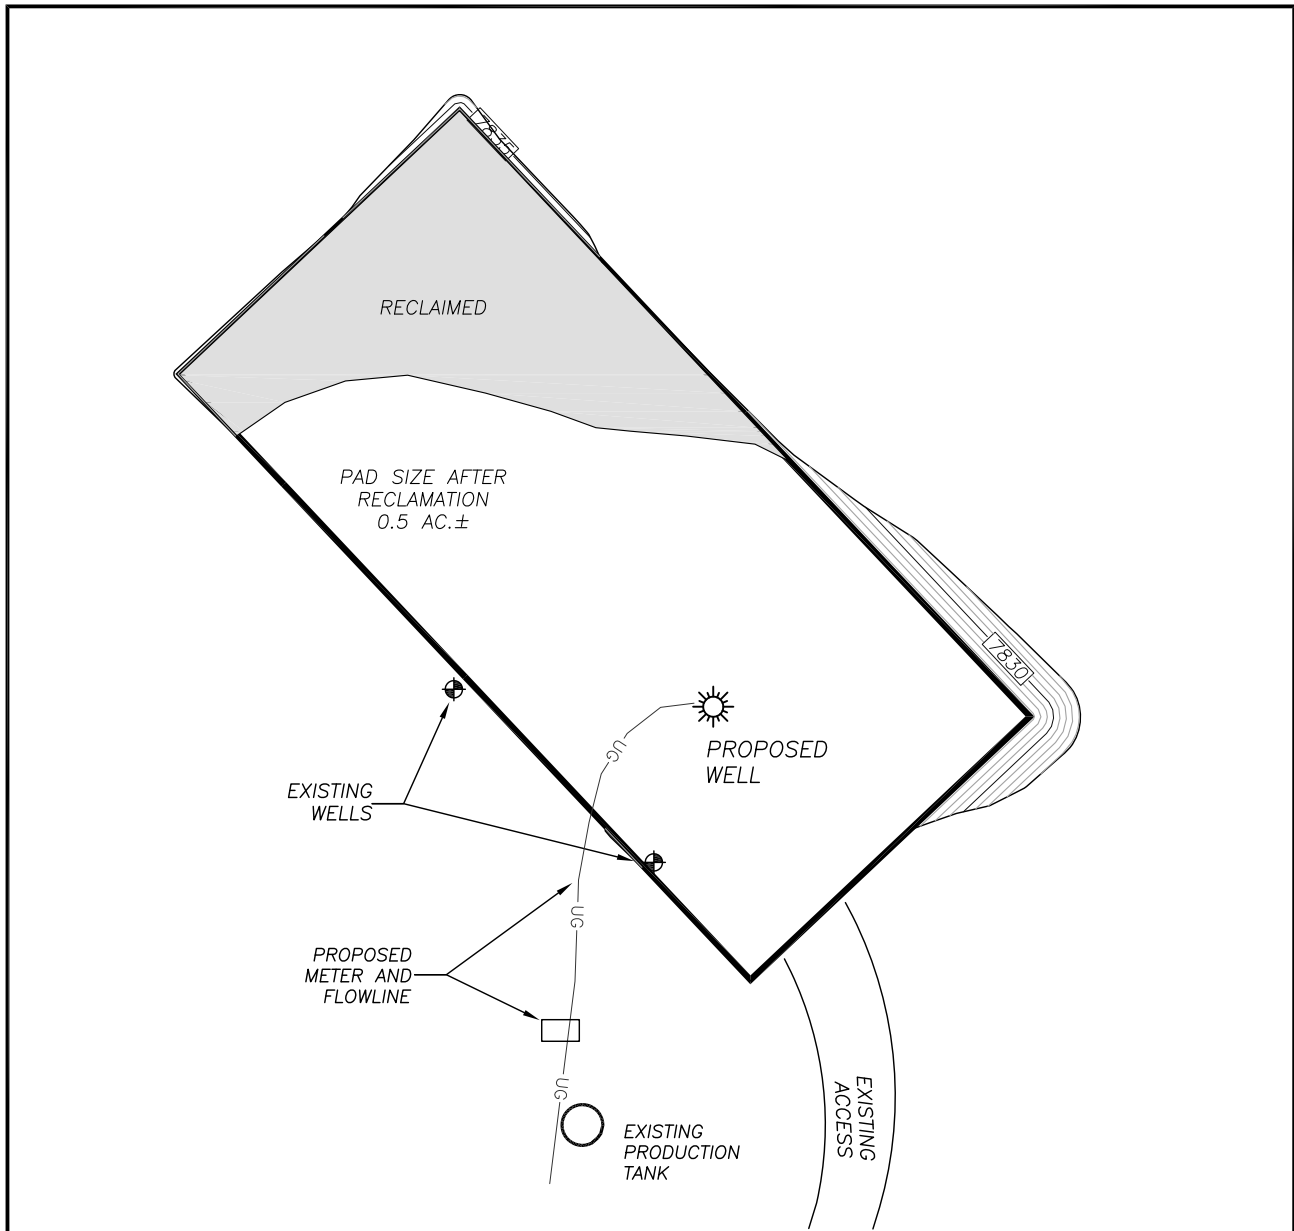 7835
RECLAIMED
PAD SIZE AFTER
RECLAMATION
0.5 AC.±
7830
UG
PROPOSED
WELL
EXISTING
WELLS
UG
PROPOSED
METER AND
FLOWLINE
UG
EXISTING
ACCESS
EXISTING
PRODUCTION
TANK